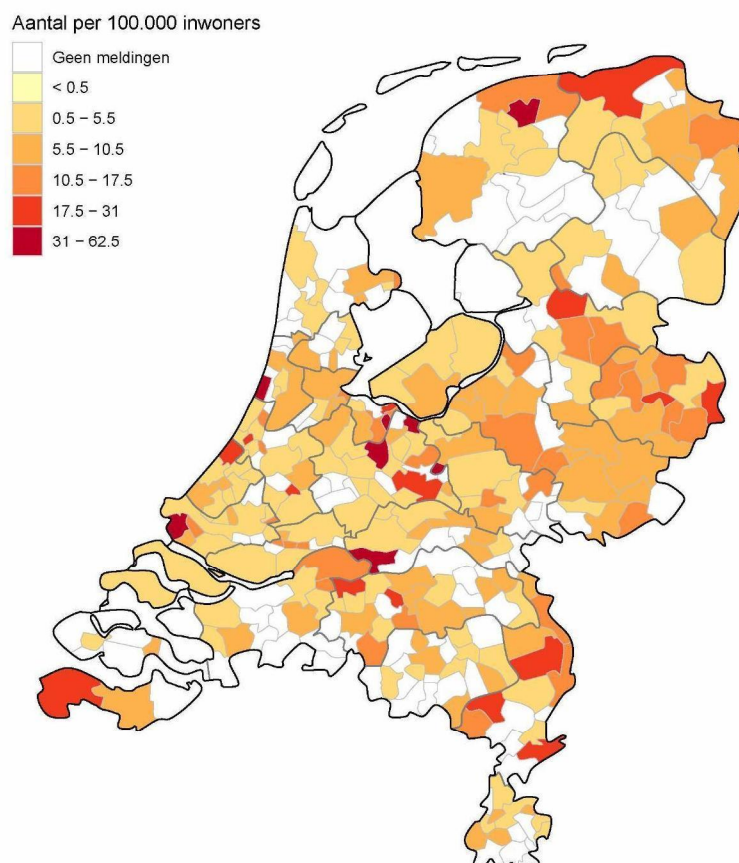 Aantal per 100.000 inwoners
Geen meldingen
< 0.5
0.5 – 5.5
5.5 – 10.5
10.5 – 17.5
17.5 – 31
31 – 62.5